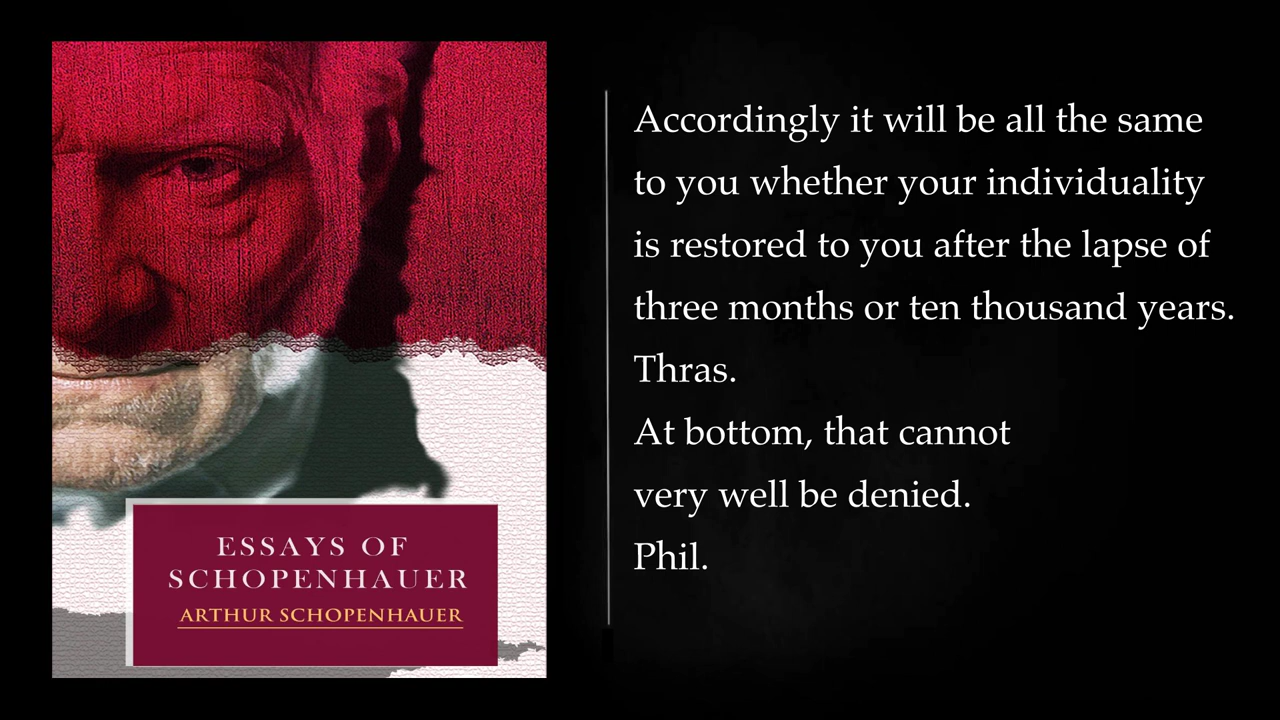 ESSAYS OF
SCHOPENHAUER
ARTHUR SCHOPENHAUER
Accordingly it will be all the same
to you whether your individuality
is restored to you after the lapse of
three months or ten thousand years.
Thras.
At bottom, that cannot
very well be denied.
Phil.